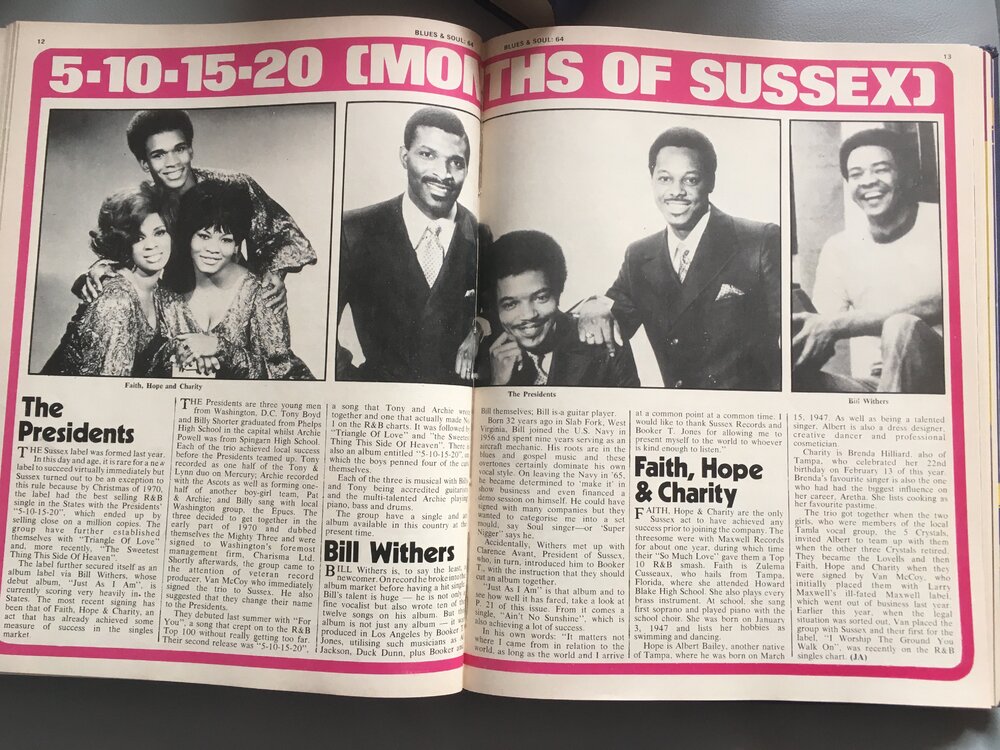 12
BLUES & SOUL: 64
BLUES & SOUL: 64
13
5-10-15-20 (MONTHS OF SUSSEX)
Faith, Hope and Charity
The Presidents
Bill Withers
The
Presidents
THE Sussex label was formed last year.
In this day and age, it is rare for a new
label to succeed virtually immediately but
Sussex turned out to be an exception to
this rule because by Christmas of 1970,
the label had the best selling R&B
single in the States with the Presidents'
"5-10-15-20", which ended up by
selling close on a million copies. The
group have further established
themselves with "Triangle Of Love"
and, more recently, "The Sweetest
Thing This Side Of Heaven".
The label further secured itself as an
album label via Bill Withers, whose
debut album "Just As I Am", is
currently scoring very heavily in the
States. The most recent signing has
been that of Faith, Hope & Charity, an
act that has already achieved some
measure of success in the singles
market
THE Presidents are three young men
from Washington, D.C. Tony Boyd
and Billy Shorter graduated from Phelps
High School in the capital whilst Archie
Powell was from Spingarn High School.
Each of the trio achieved local success
before the Presidents teamed up. Tony
recorded as one half of the Tony &
Lynn duo on Mercury; Archie recorded
with the Ascots as well as forming one-
half of another boy-girl team, Pat
& Archie; and Billy sang with local
Washington group, the Epucs. The
three decided to get together in the
early part of 1970 and dubbed
themselves the Mighty Three and were
signed to Washington's foremost
management firm, Charisma Ltd.
Shortly afterwards, the group came to
the attention of veteran record
producer, Van McCoy who immediately
signed the trio to Sussex. He also
suggested that they change their name
to the Presidents.
They debuted last summer with "For
You", a song that crept on to the R&B
Top 100 without really getting too far.
Their second release was "5-10-15-20",
a song that Tony and Archie wrote
together and one that actually made No.
1 on the R&B charts. It was followed by
"Triangle Of Love" and "the Sweetest
Thing This Side Of Heaven". There is
also an album entitled "5-10-15-20", on
which the boys penned four of the cuts
themselves.
Each of the three is musical with Billy
and Tony being accredited guitarists
and the multi-talented Archie playing
piano, bass and drums.
The group have a single and an
album available in this country at the
present time.
Bill Withers
BILL Withers is, to say the least, a
newcomer. On record he broke into the
album market before having a hit single.
Bill's talent is huge — he is not only a
fine vocalist but also wrote ten of the
twelve songs on his album. But the
album is not just any album — it was
produced in Los Angeles by Booker T.
Jones, utilising such musicians as Al
Jackson, Duck Dunn, plus Booker and
Bill themselves; Bill is a guitar player.
Born 32 years ago in Slab Fork, West
Virginia, Bill joined the U.S. Navy in
1956 and spent nine years serving as an
aircraft mechanic. His roots are in the
blues and gospel music and these
overtones certainly dominate his own
vocal style. On leaving the Navy in '65,
he became determined to 'make it' in
show business and even financed a
demo session on himself. He could have
signed with many companies but they
wanted to categorise me into a set
mould, say Soul singer or 'Super
Nigger' says he.
Accidentally, Withers met up with
Clarence Avant, President of Sussex,
who, in turn, introduced him to Booker
T., with the instruction that they should
cut an album together.
"Just As I Am" is that album and to
see how well it has fared, take a look at
P. 21 of this issue. From it comes a
single, "Ain't No Sunshine", which is
also achieving a lot of success.
In his own words: "It matters not
where I came from in relation to the
world, as long as the world and I arrive
at a common point at a common time. I
would like to thank Sussex Records and
Booker T. Jones for allowing me to
present myself to the world to whoever
is kind enough to listen."
Faith, Hope
& Charity
FAITH, Hope & Charity are the only
Sussex act to have achieved any
success prior to joining the company. The
threesome were with Maxwell Records
for about one year, during which time
their "So Much Love" gave them a Top
10 R&B smash. Faith is Zulema
Cusseaux, who hails from Tampa,
Florida, where she attended Howard
Blake High School. She also plays every
brass instrument. At school, she sang
first soprano and played piano with the
school choir. She was born on January
3, 1947 and lists her hobbies as
swimming and dancing.
Hope is Albert Bailey, another native
of Tampa, where he was born on March
15, 1947. As well as being a talented
singer. Albert is also a dress designer,
creative dancer and professional
cosmetician.
Charity is Brenda Hilliard. also of
Tampa, who celebrated her 22nd
birthday on February 13 of this year.
Brenda's favourite singer is also the one
who had had the biggest influence on
her career, Aretha. She lists cooking as
her favourite pastime.
The trio got together when the two
girls, who were members of the local
Tamla vocal group, the 5 Crystals,
invited Albert to team up with them
when the other three Crystals retired.
They became the Lovells and then
Faith, Hope and Charity when they
were signed by Van McCoy, who
initially placed them with Larry
Maxwell's ill-fated Maxwell label,
which went out of business last year
Earlier this year, when the legal
situation was sorted out, Van placed the
group with Sussex and their first for the
label, "I Worship The Ground You
Walk On", was recently on the R&B
singles chart. (JA)